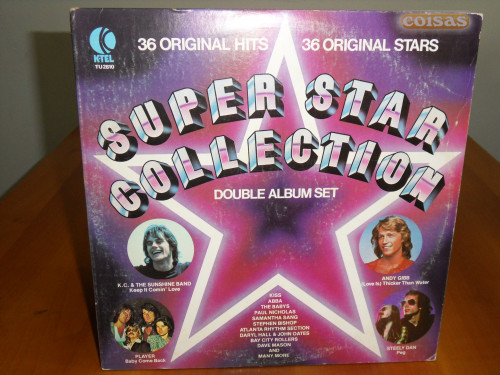 coisas
36 ORIGINAL HITS 36 ORIGINAL STARS
K-TEL
TU2810
SUPER STAR
COLLECTION
DOUBLE ALBUM SET
K.C. & THE SUNSHINE BAND
Keep It Comin' Love
ANDY GIBB
(Love Is) Thicker Than Water
KISS
ABBA
THE BABYS
PAUL NICHOLAS
SAMANTHA SANG
STEPHEN BISHOP
ATLANTA RHYTHM SECTION
DARYL HALL & JOHN OATES
BAY CITY ROLLERS
DAVE MASON
AND
MANY MORE
PLAYER
Baby Come Back
STEELY DAN
Peg